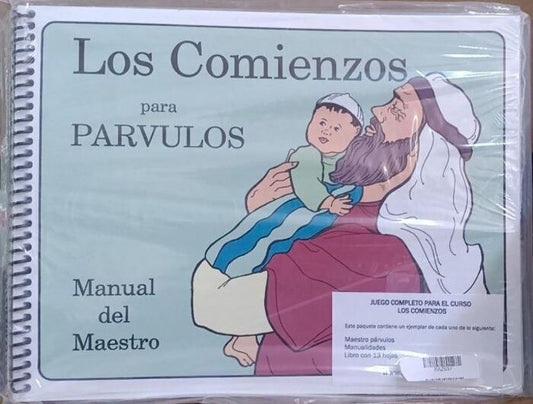 Los Comienzos
para
PARVULOS
Manual
del
Maestro
JUEGO COMPLETO PARA EL CURSO
LOS COMIENZOS
Este paquete contiene un ejemplar de cada uno de lo siguiente:
Maestro párvulos
Manualidades
Libro con 13 hojas